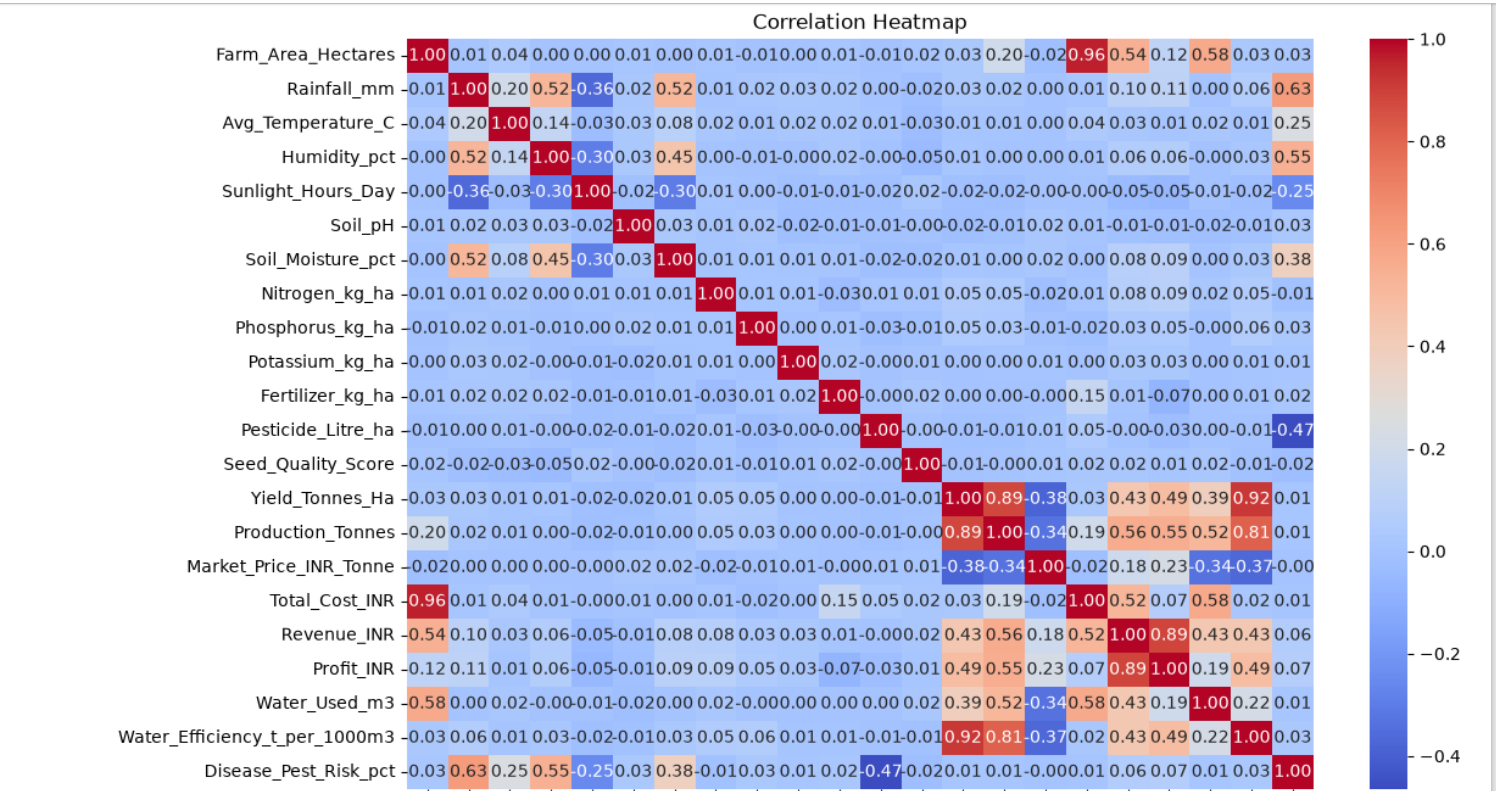 Correlation Heatmap
Farm_Area_Hectares 1.00 0.01 0.04 0.00 0.00 0.01 0.00 0.01 -0.01 0.00 0.01 -0.01 0.02 0.03 0.20 -0.02 0.96 0.54 0.12 0.58 0.03 0.03
Rainfall_mm 0.01 1.00 0.20 0.52 -0.36 0.02 0.52 0.01 0.02 0.03 0.02 0.00 -0.02 0.03 0.02 0.00 0.01 0.10 0.11 0.00 0.06 0.63
Avg_Temperature_C 0.04 0.20 1.00 0.14 -0.03 0.03 0.08 0.02 0.01 0.02 0.02 0.01 -0.03 0.01 0.01 0.00 0.04 0.03 0.01 0.02 0.01 0.25
Humidity_pct 0.00 0.52 0.14 1.00 -0.30 0.03 0.45 0.00 -0.01 -0.00 0.02 -0.00 -0.05 0.01 0.00 0.00 0.01 0.06 0.06 -0.00 0.03 0.55
Sunlight_Hours_Day 0.00 -0.36 -0.03 -0.30 1.00 -0.02 -0.30 0.01 0.00 -0.01 -0.01 -0.02 0.02 -0.02 -0.02 -0.00 -0.00 -0.05 -0.05 -0.01 -0.02 -0.25
Soil_pH 0.01 0.02 0.03 0.03 -0.02 1.00 0.03 0.01 0.02 -0.02 -0.01 -0.01 -0.00 -0.02 -0.01 0.02 0.01 -0.01 -0.01 -0.02 -0.01 0.03
Soil_Moisture_pct 0.00 0.52 0.08 0.45 -0.30 0.03 1.00 0.01 0.01 0.01 0.01 -0.02 -0.02 0.01 0.00 0.02 0.00 0.08 0.09 0.00 0.03 0.38
Nitrogen_kg_ha 0.01 0.01 0.02 0.00 0.01 0.01 0.01 1.00 0.01 0.01 -0.03 0.01 0.01 0.05 0.05 -0.02 0.01 0.08 0.09 0.02 0.05 -0.01
Phosphorus_kg_ha -0.01 0.02 0.01 -0.01 0.00 0.02 0.01 0.01 1.00 0.00 0.01 -0.03 -0.01 0.05 0.03 -0.01 -0.02 0.03 0.05 -0.00 0.06 0.03
Potassium_kg_ha 0.00 0.03 0.02 -0.00 -0.01 -0.02 0.01 0.01 0.00 1.00 0.02 -0.00 0.01 0.00 0.00 0.01 0.00 0.03 0.03 0.00 0.01 0.01
Fertilizer_kg_ha 0.01 0.02 0.02 0.02 -0.01 -0.01 0.01 -0.03 0.01 0.02 1.00 -0.00 0.02 0.00 0.00 -0.00 0.15 0.01 -0.07 0.00 0.01 0.02
Pesticide_Litre_ha -0.01 0.00 0.01 -0.00 -0.02 -0.01 -0.02 0.01 -0.03 -0.00 -0.00 1.00 -0.00 -0.01 -0.01 0.01 0.05 -0.00 -0.03 0.00 -0.01 -0.47
Seed_Quality_Score 0.02 -0.02 -0.03 -0.05 0.02 -0.00 -0.02 0.01 -0.01 0.01 0.02 -0.00 1.00 -0.01 -0.00 0.01 0.02 0.02 0.01 0.02 -0.01 -0.02
Yield_Tonnes_Ha 0.03 0.03 0.01 0.01 -0.02 -0.02 0.01 0.05 0.05 0.00 0.00 -0.01 -0.01 1.00 0.89 -0.38 0.03 0.43 0.49 0.39 0.92 0.01
Production_Tonnes 0.20 0.02 0.01 0.00 -0.02 -0.01 0.00 0.05 0.03 0.00 0.00 -0.01 -0.00 0.89 1.00 -0.34 0.19 0.56 0.55 0.52 0.81 0.01
Market_Price_INR_Tonne -0.02 0.00 0.00 0.00 -0.00 0.02 0.02 -0.02 -0.01 0.01 -0.00 0.01 0.01 -0.38 -0.34 1.00 -0.02 0.18 0.23 -0.34 -0.37 -0.00
Total_Cost_INR 0.96 0.01 0.04 0.01 -0.00 0.01 0.00 0.01 -0.02 0.00 0.15 0.05 0.02 0.03 0.19 -0.02 1.00 0.52 0.07 0.58 0.02 0.01
Revenue_INR 0.54 0.10 0.03 0.06 -0.05 -0.01 0.08 0.08 0.03 0.03 0.01 -0.00 0.02 0.43 0.56 0.18 0.52 1.00 0.89 0.43 0.43 0.06
Profit_INR 0.12 0.11 0.01 0.06 -0.05 -0.01 0.09 0.09 0.05 0.03 -0.07 -0.03 0.01 0.49 0.55 0.23 0.07 0.89 1.00 0.19 0.49 0.07
Water_Used_m3 0.58 0.00 0.02 -0.00 -0.01 -0.02 0.00 0.02 -0.00 0.00 0.00 0.00 0.02 0.39 0.52 -0.34 0.58 0.43 0.19 1.00 0.22 0.01
Water_Efficiency_t_per_1000m3 0.03 0.06 0.01 0.03 -0.02 -0.01 0.03 0.05 0.06 0.01 0.01 -0.01 -0.01 0.92 0.81 -0.37 0.02 0.43 0.49 0.22 1.00 0.03
Disease_Pest_Risk_pct 0.03 0.63 0.25 0.55 -0.25 0.03 0.38 -0.01 0.03 0.01 0.02 -0.47 -0.02 0.01 0.01 -0.00 0.01 0.06 0.07 0.01 0.03 1.00
1.0
0.8
0.6
0.4
0.2
0.0
−0.2
−0.4